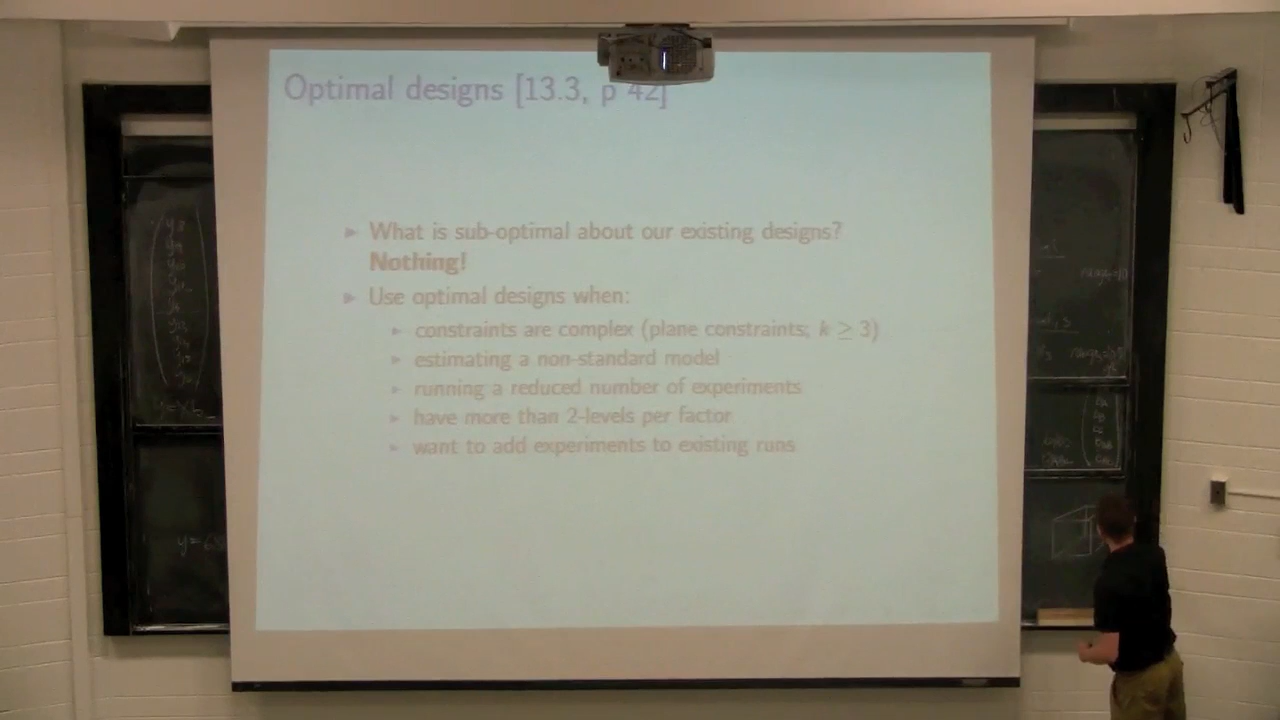 Optimal designs [13.3, p 42]
▶ What is sub-optimal about our existing designs?
Nothing!
▶ Use optimal designs when:
▶ constraints are complex (plane constraints; k ≥ 3)
▶ estimating a non-standard model
▶ running a reduced number of experiments
▶ have more than 2-levels per factor
▶ want to add experiments to existing runs